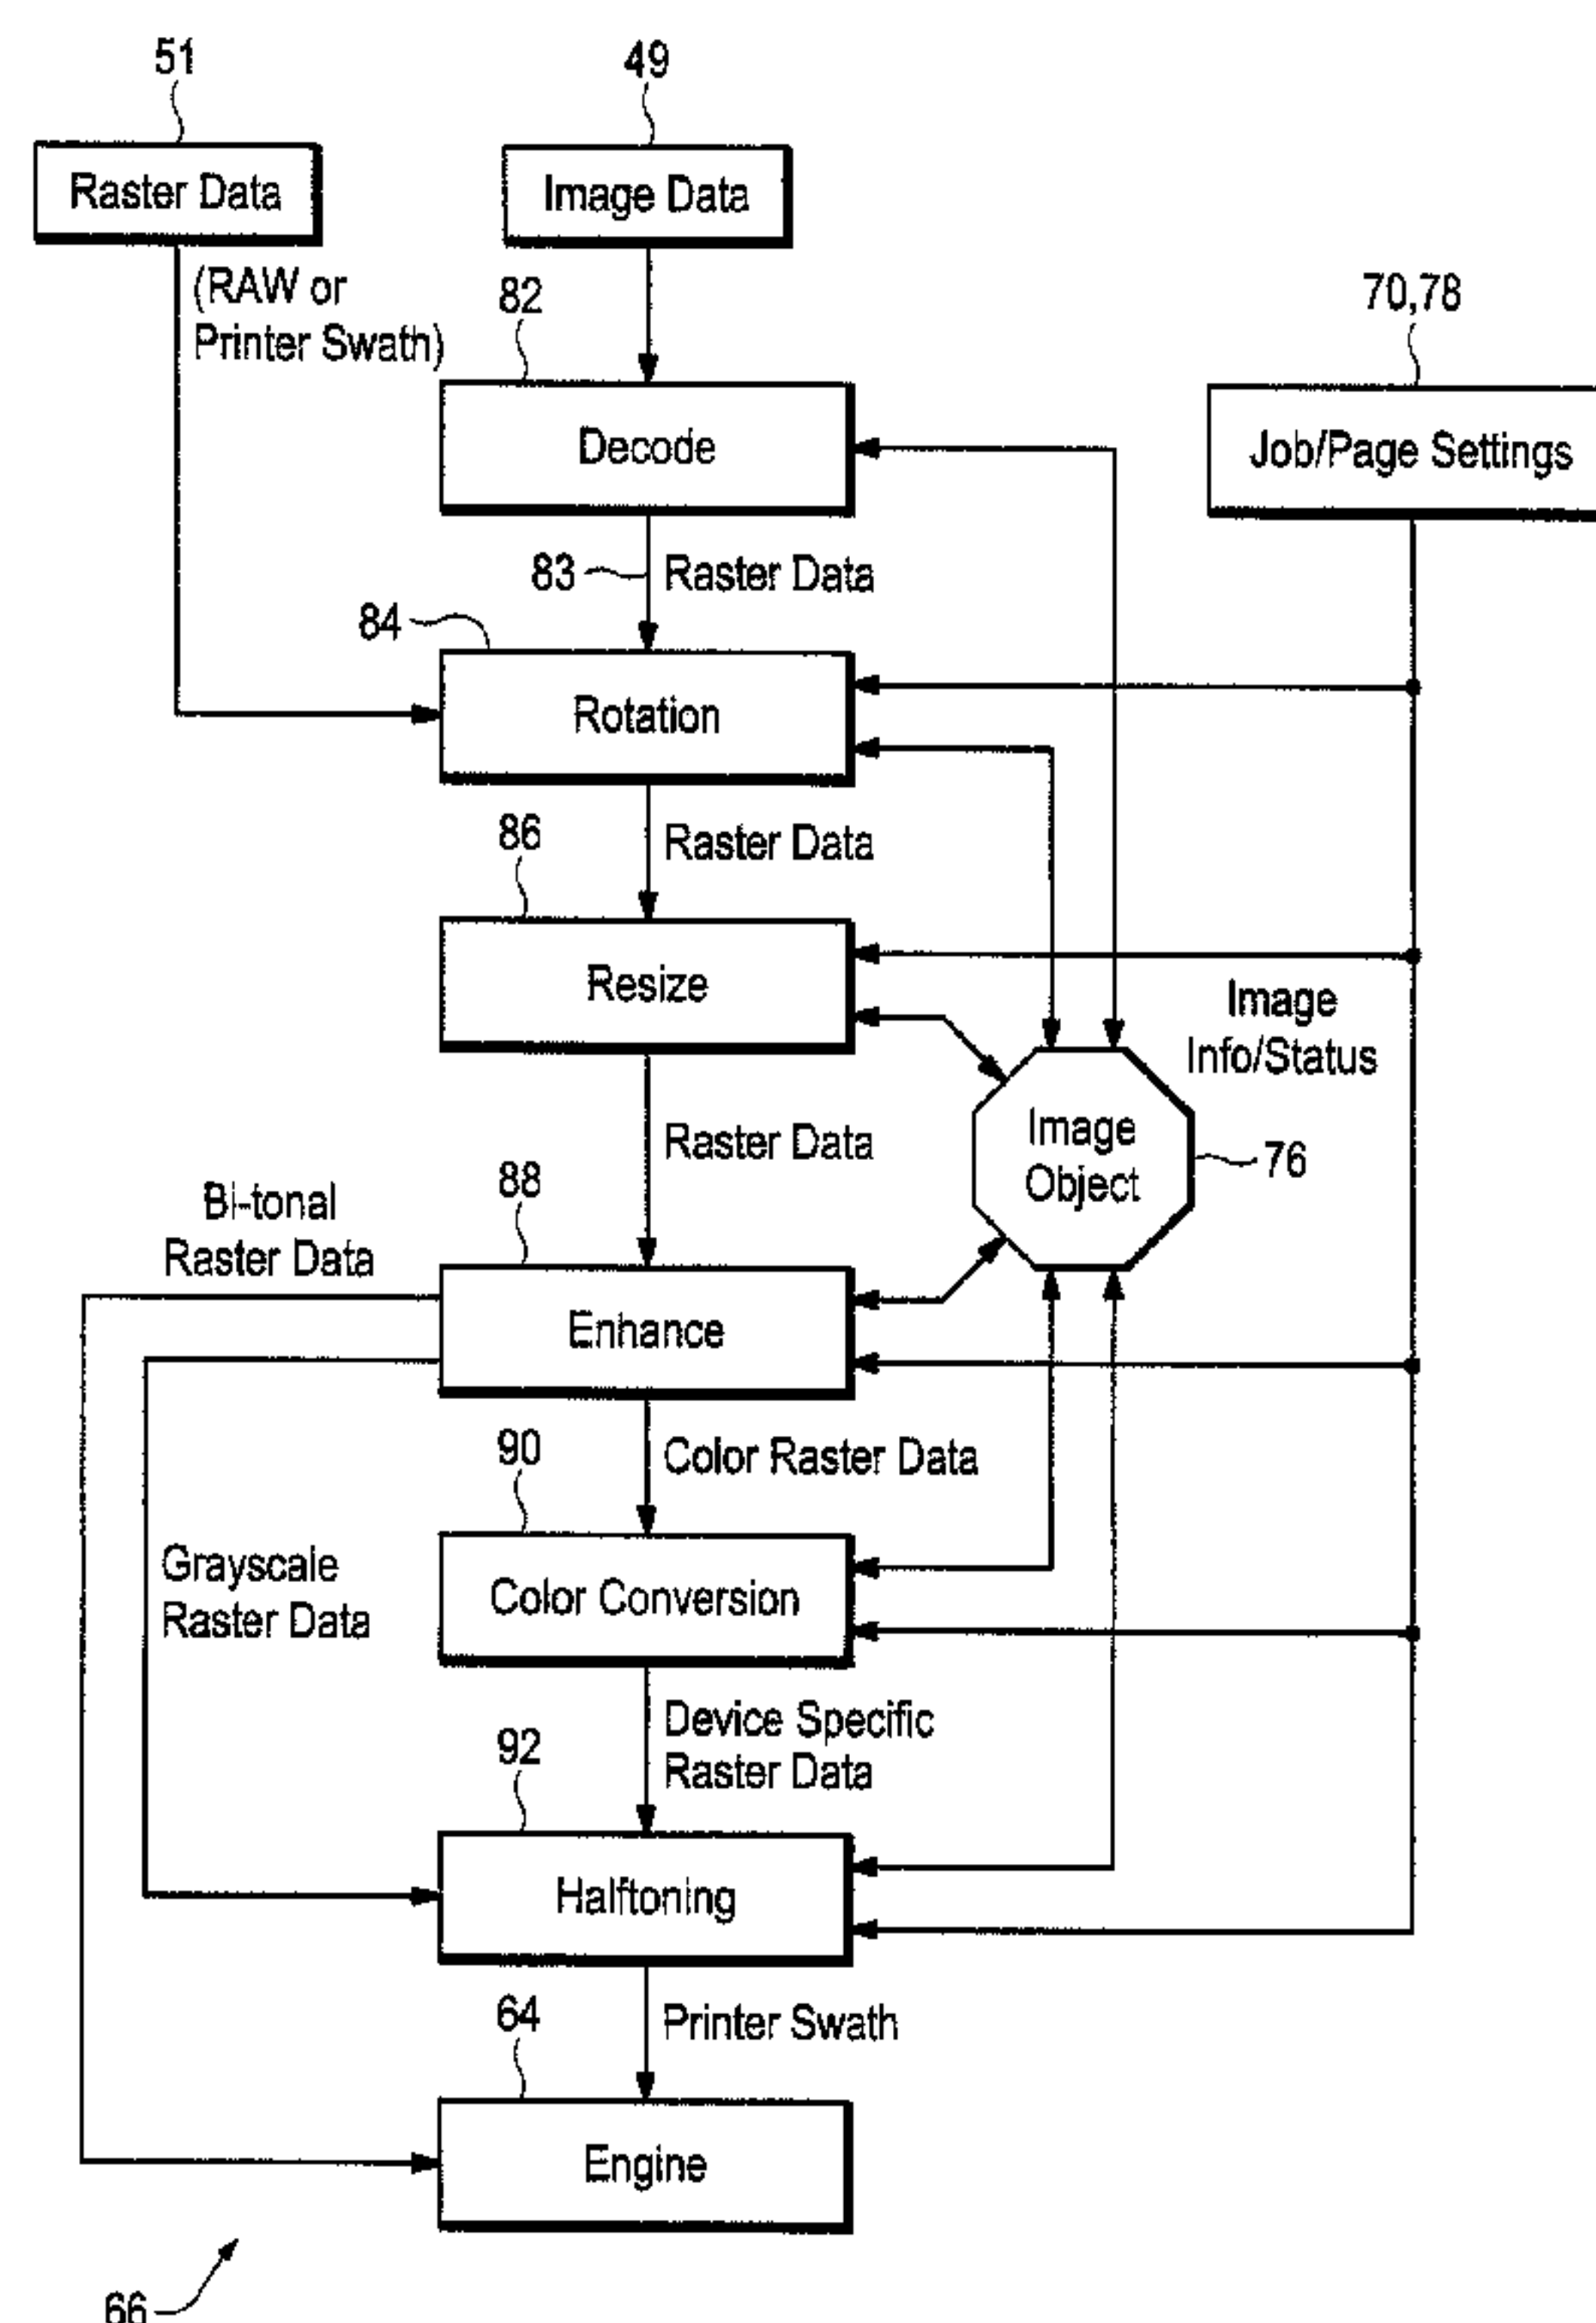 51
49
Raster Data
Image Data
(RAW or
Printer Swath)
82
70,78
Decode
Job/Page Settings
83
Raster Data
84
Rotation
86
Raster Data
Resize
Image
Info/Status
Raster Data
Image
Object
76
Bi-tonal
Raster Data
88
Enhance
90
Color Raster Data
Grayscale
Raster Data
Color Conversion
92
Device Specific
Raster Data
Halftoning
64
Printer Swath
Engine
66